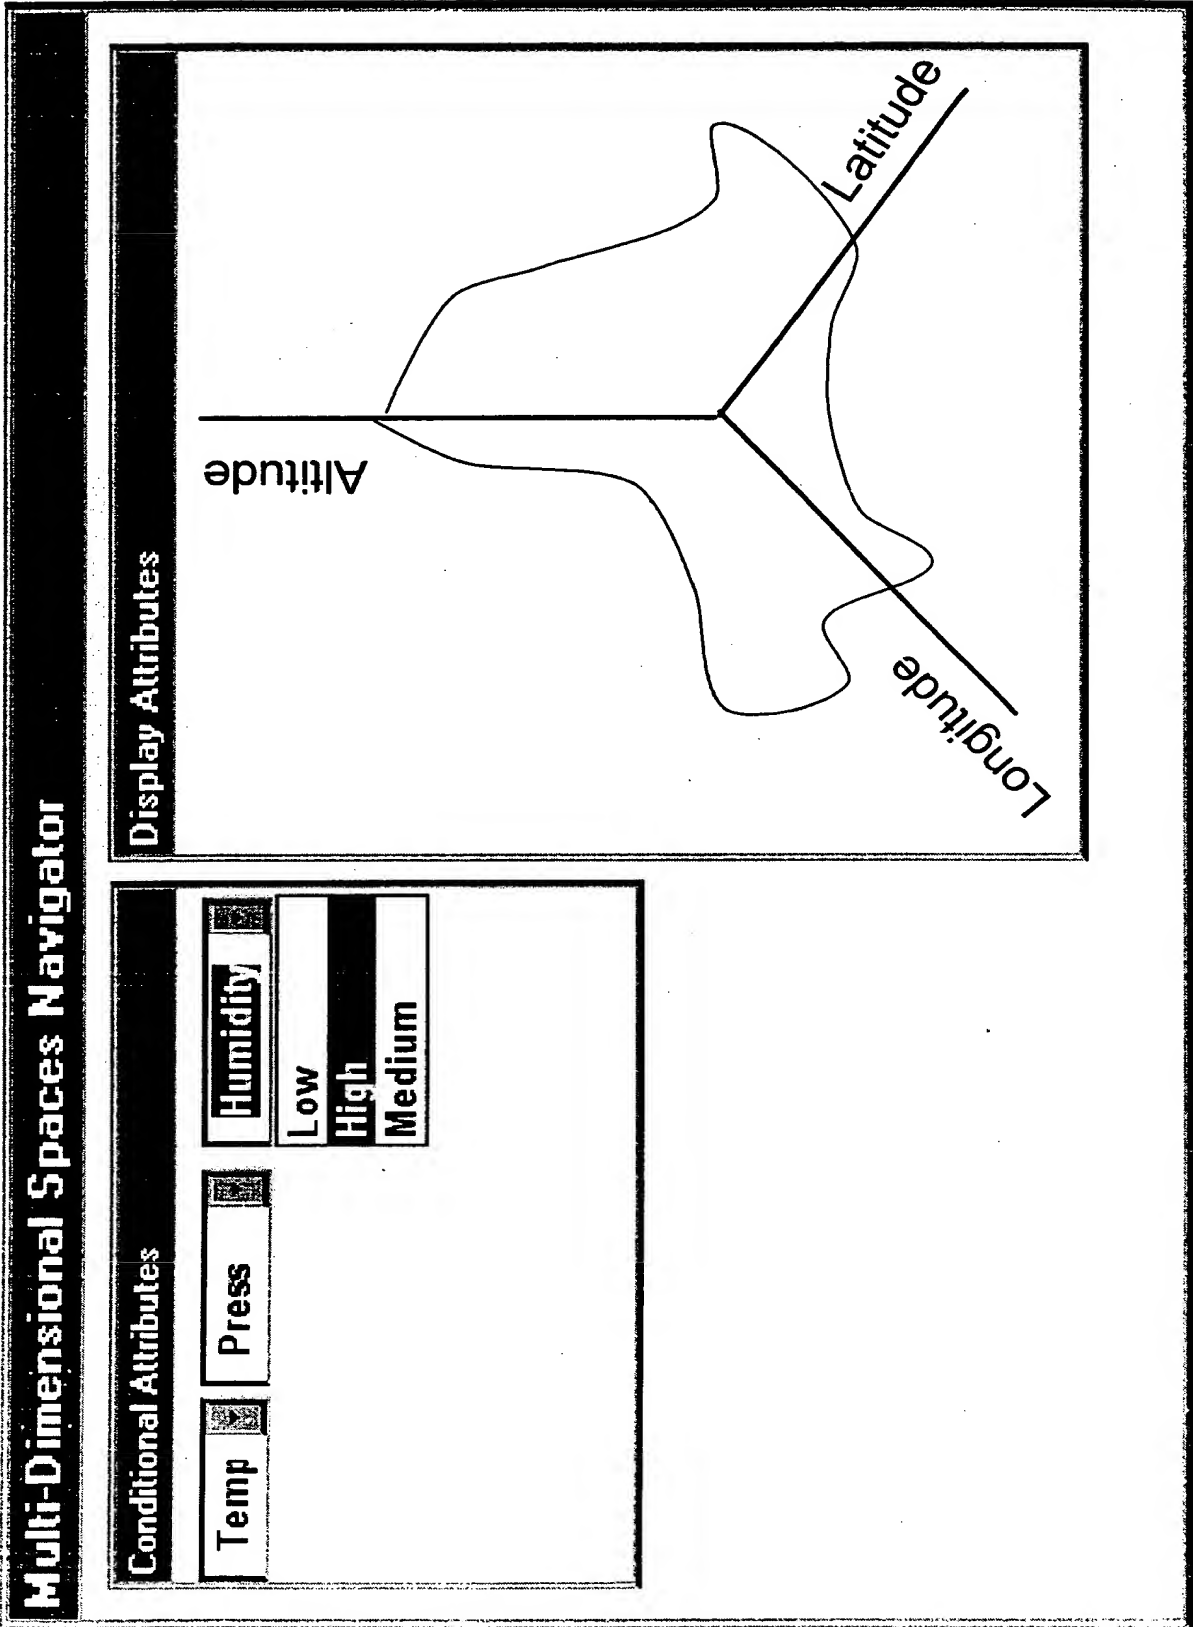 Multi-Dimensional Spaces Navigator
Conditional Attributes
Temp
Press
Humidity
Low
High
Medium
Display Attributes
Altitude
Latitude
Longitude